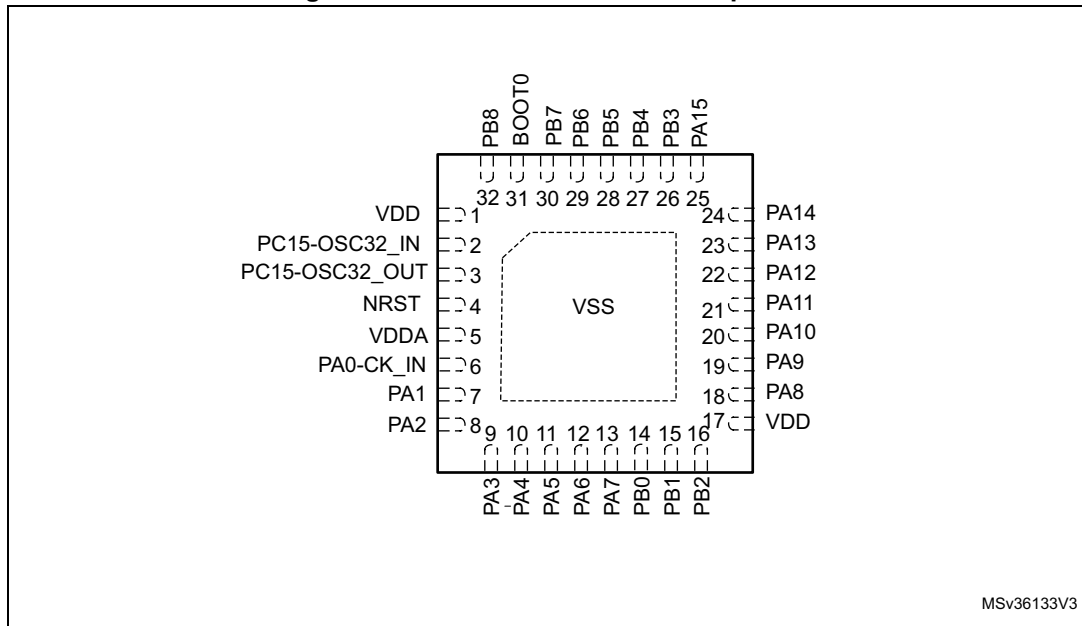 PB8
BOOT0
PB7
PB6
PB5
PB4
PB3
PA15
32 31 30 29 28 27 26 25
VDD 1
PC15-OSC32_IN 2
PC15-OSC32_OUT 3
NRST 4
VDDA 5
PA0-CK_IN 6
PA1 7
PA2 8
VSS
24 PA14
23 PA13
22 PA12
21 PA11
20 PA10
19 PA9
18 PA8
17 VDD
9 10 11 12 13 14 15 16
PA3
PA4
PA5
PA6
PA7
PB0
PB1
PB2
MSv36133V3